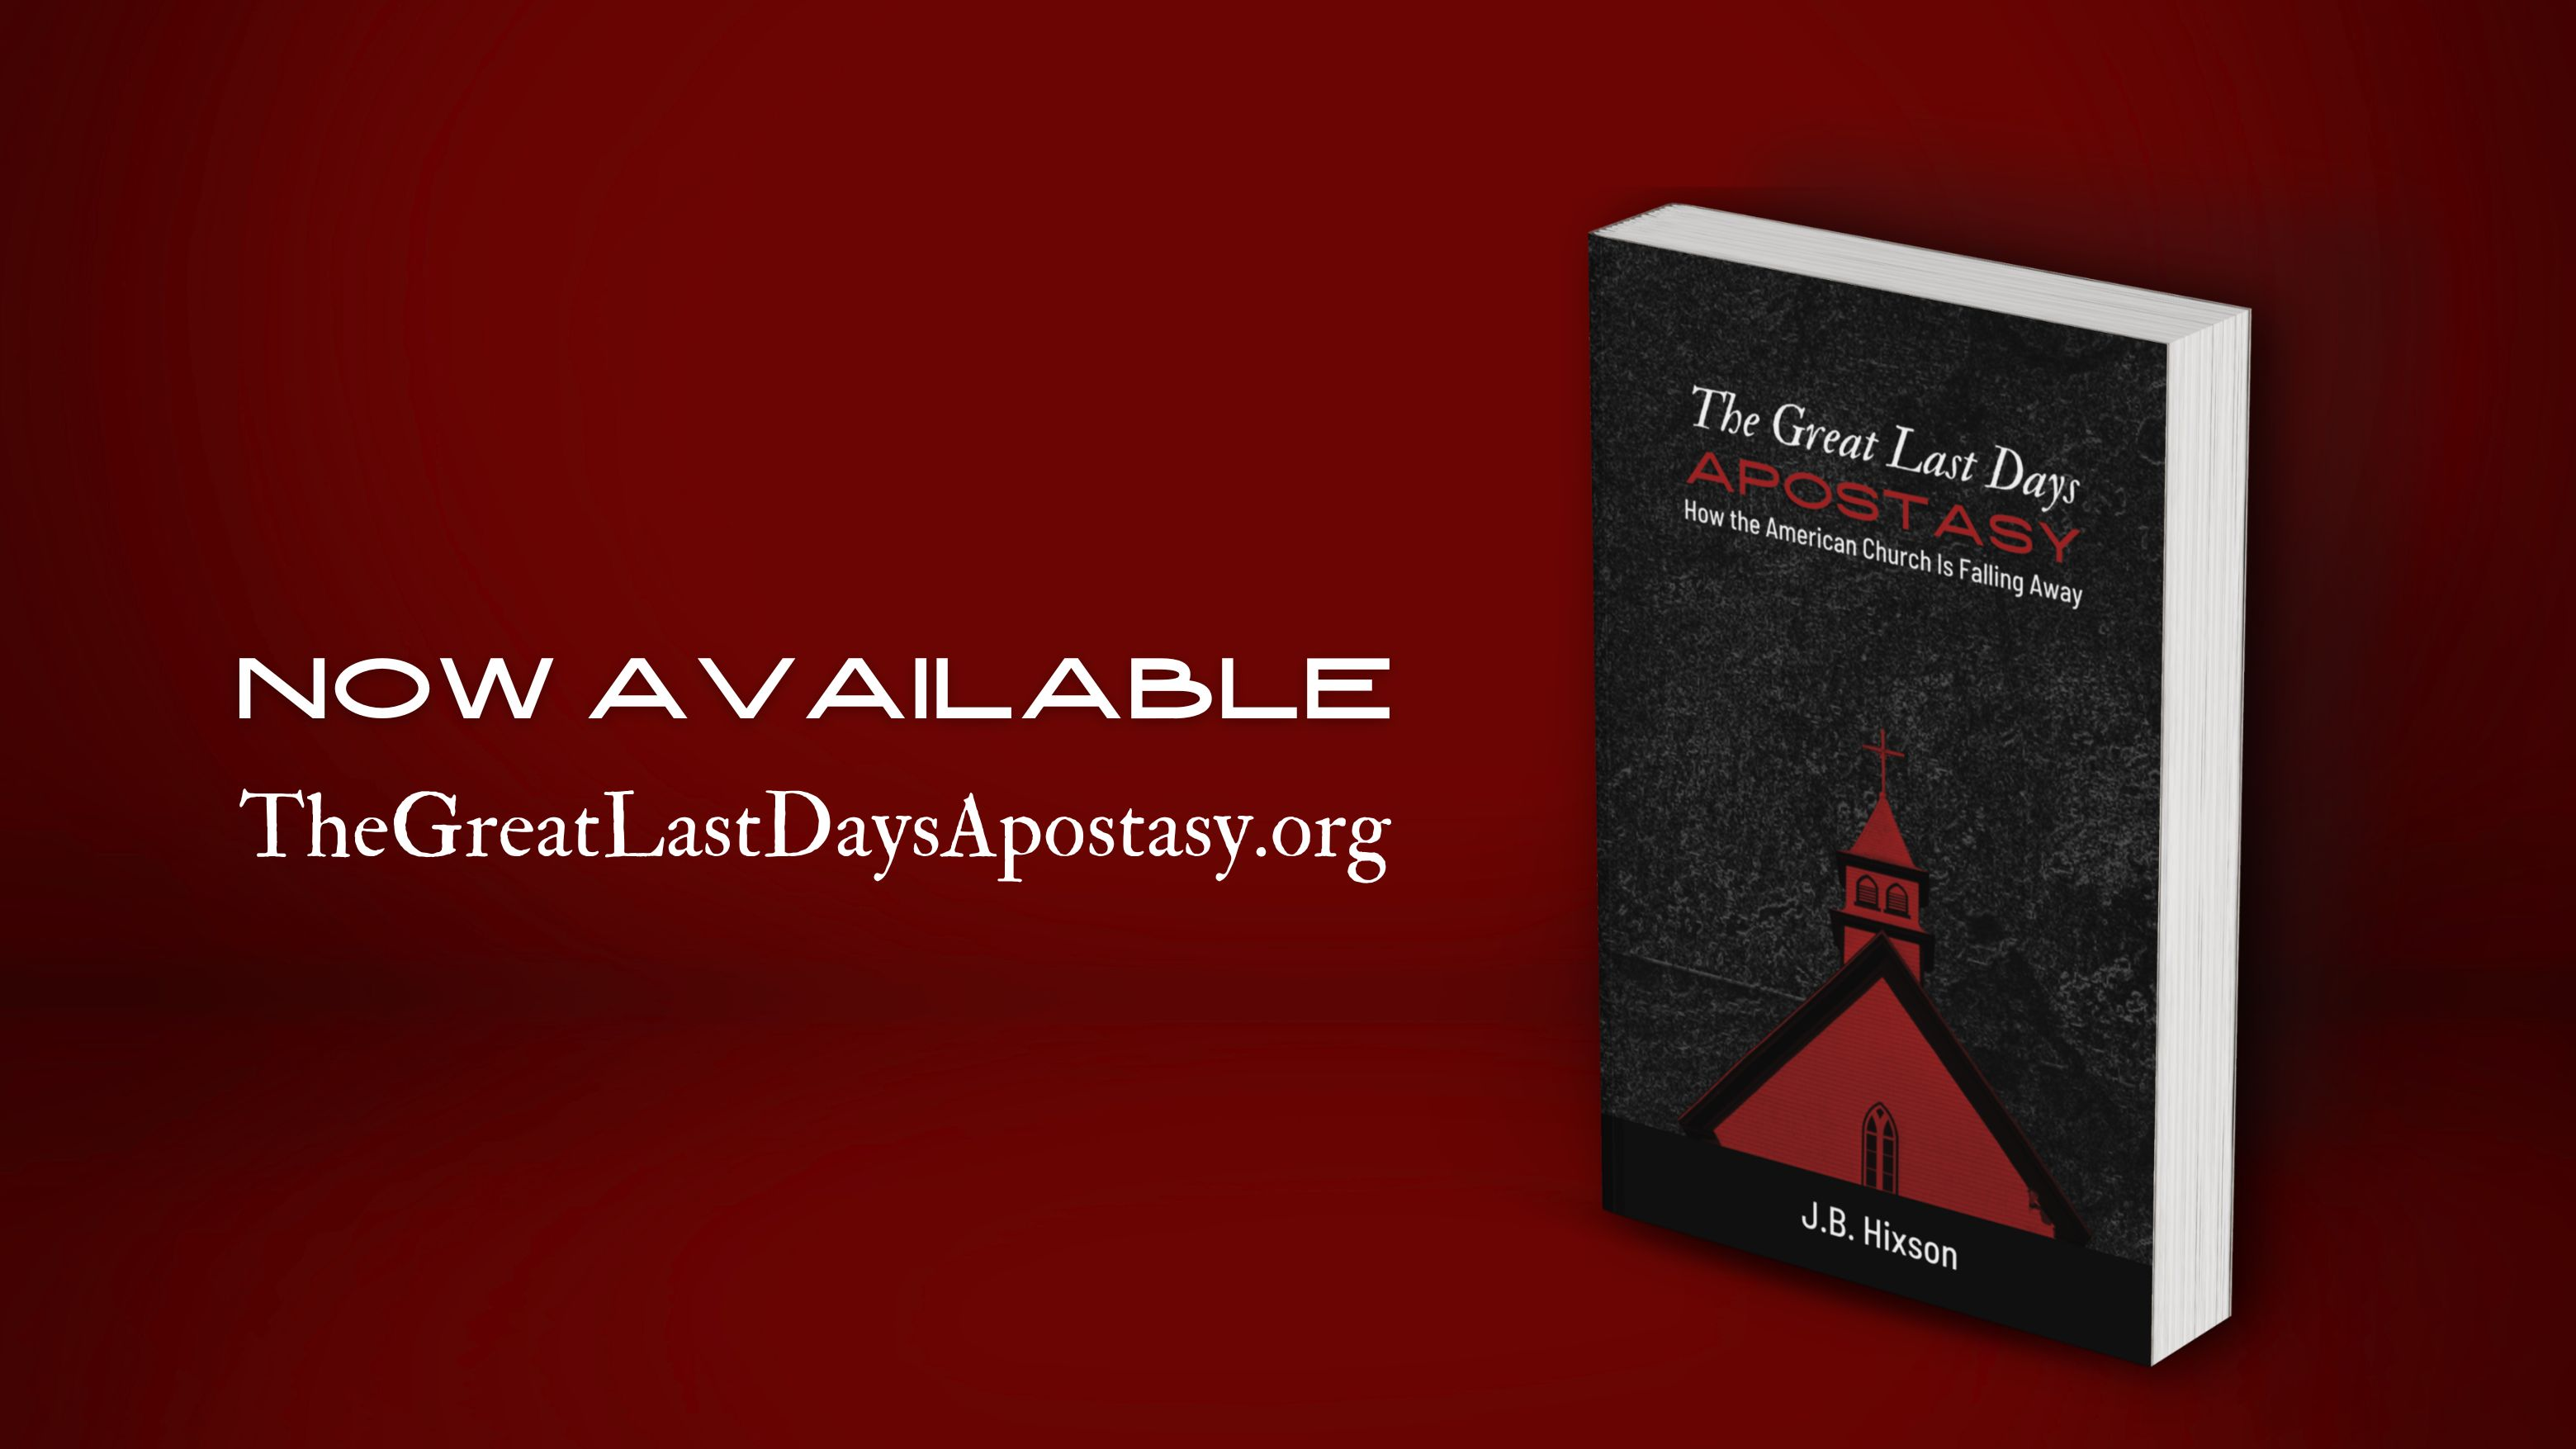 NOW AVAILABLE
TheGreatLastDaysApostasy.org
The Great Last Days
APOSTASY
How the American Church Is Falling Away
J.B. Hixson